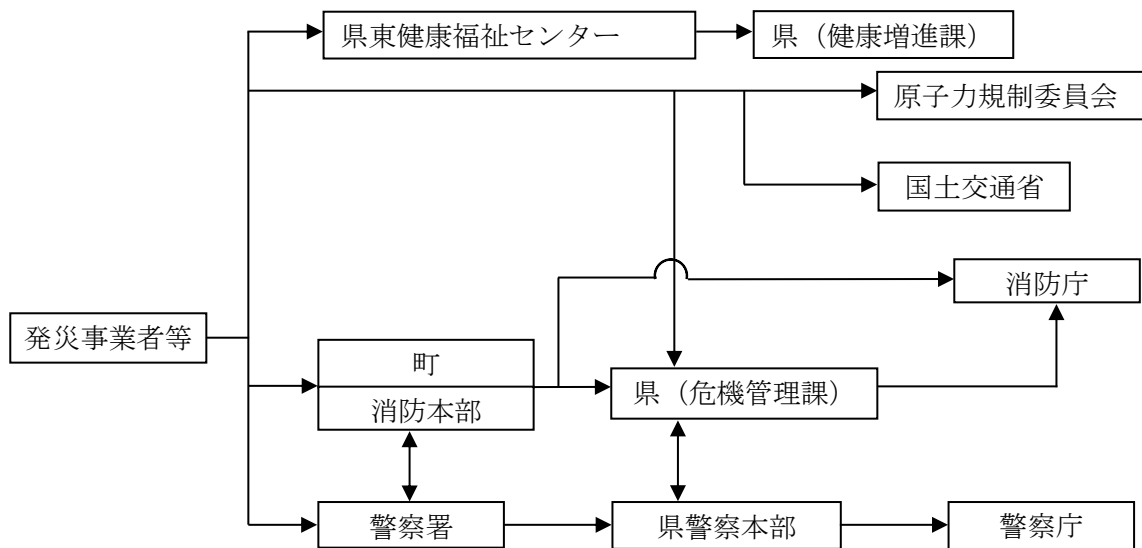 県東健康福祉センター
県（健康増進課）
原子力規制委員会
国土交通省
消防庁
発災事業者等
町
消防本部
県（危機管理課）
警察署
県警察本部
警察庁